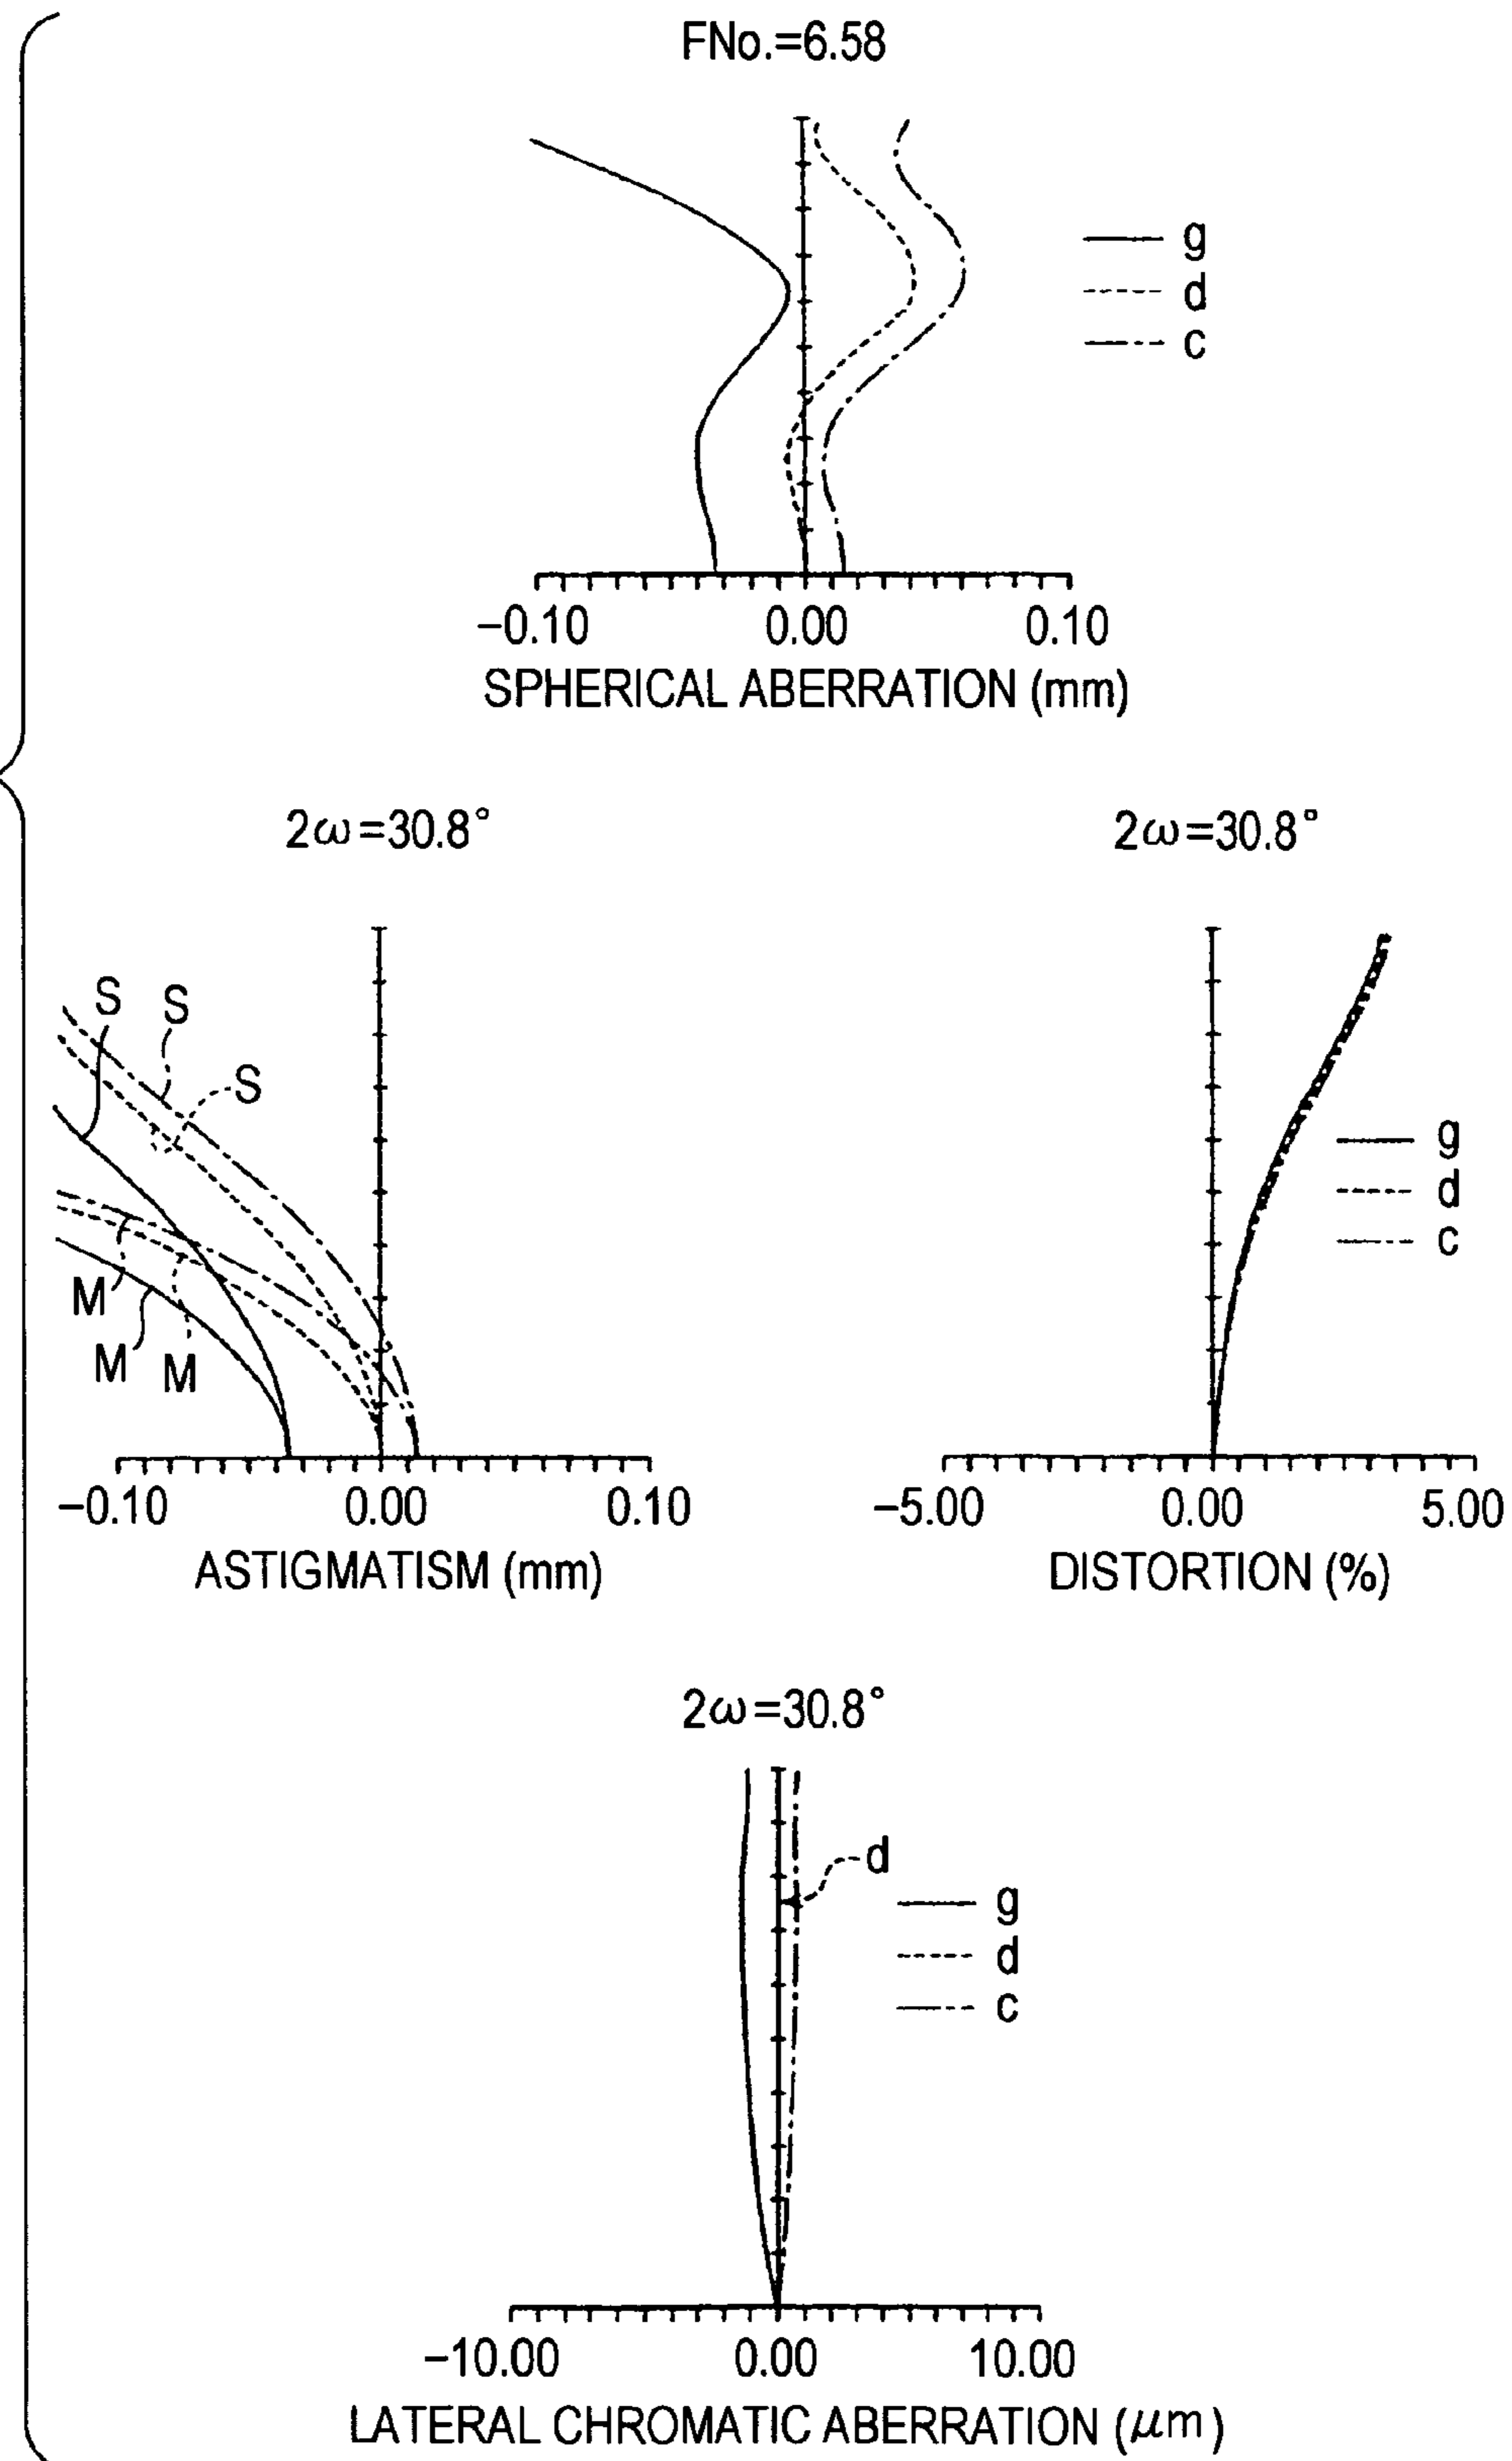 FNo.=6.58
g
d
c
−0.10 0.00 0.10
SPHERICAL ABERRATION (mm)
2ω=30.8°
S S
S
M
M M
−0.10 0.00 0.10
ASTIGMATISM (mm)
2ω=30.8°
g
d
c
−5.00 0.00 5.00
DISTORTION (%)
2ω=30.8°
d
g
d
c
−10.00 0.00 10.00
LATERAL CHROMATIC ABERRATION (μm)